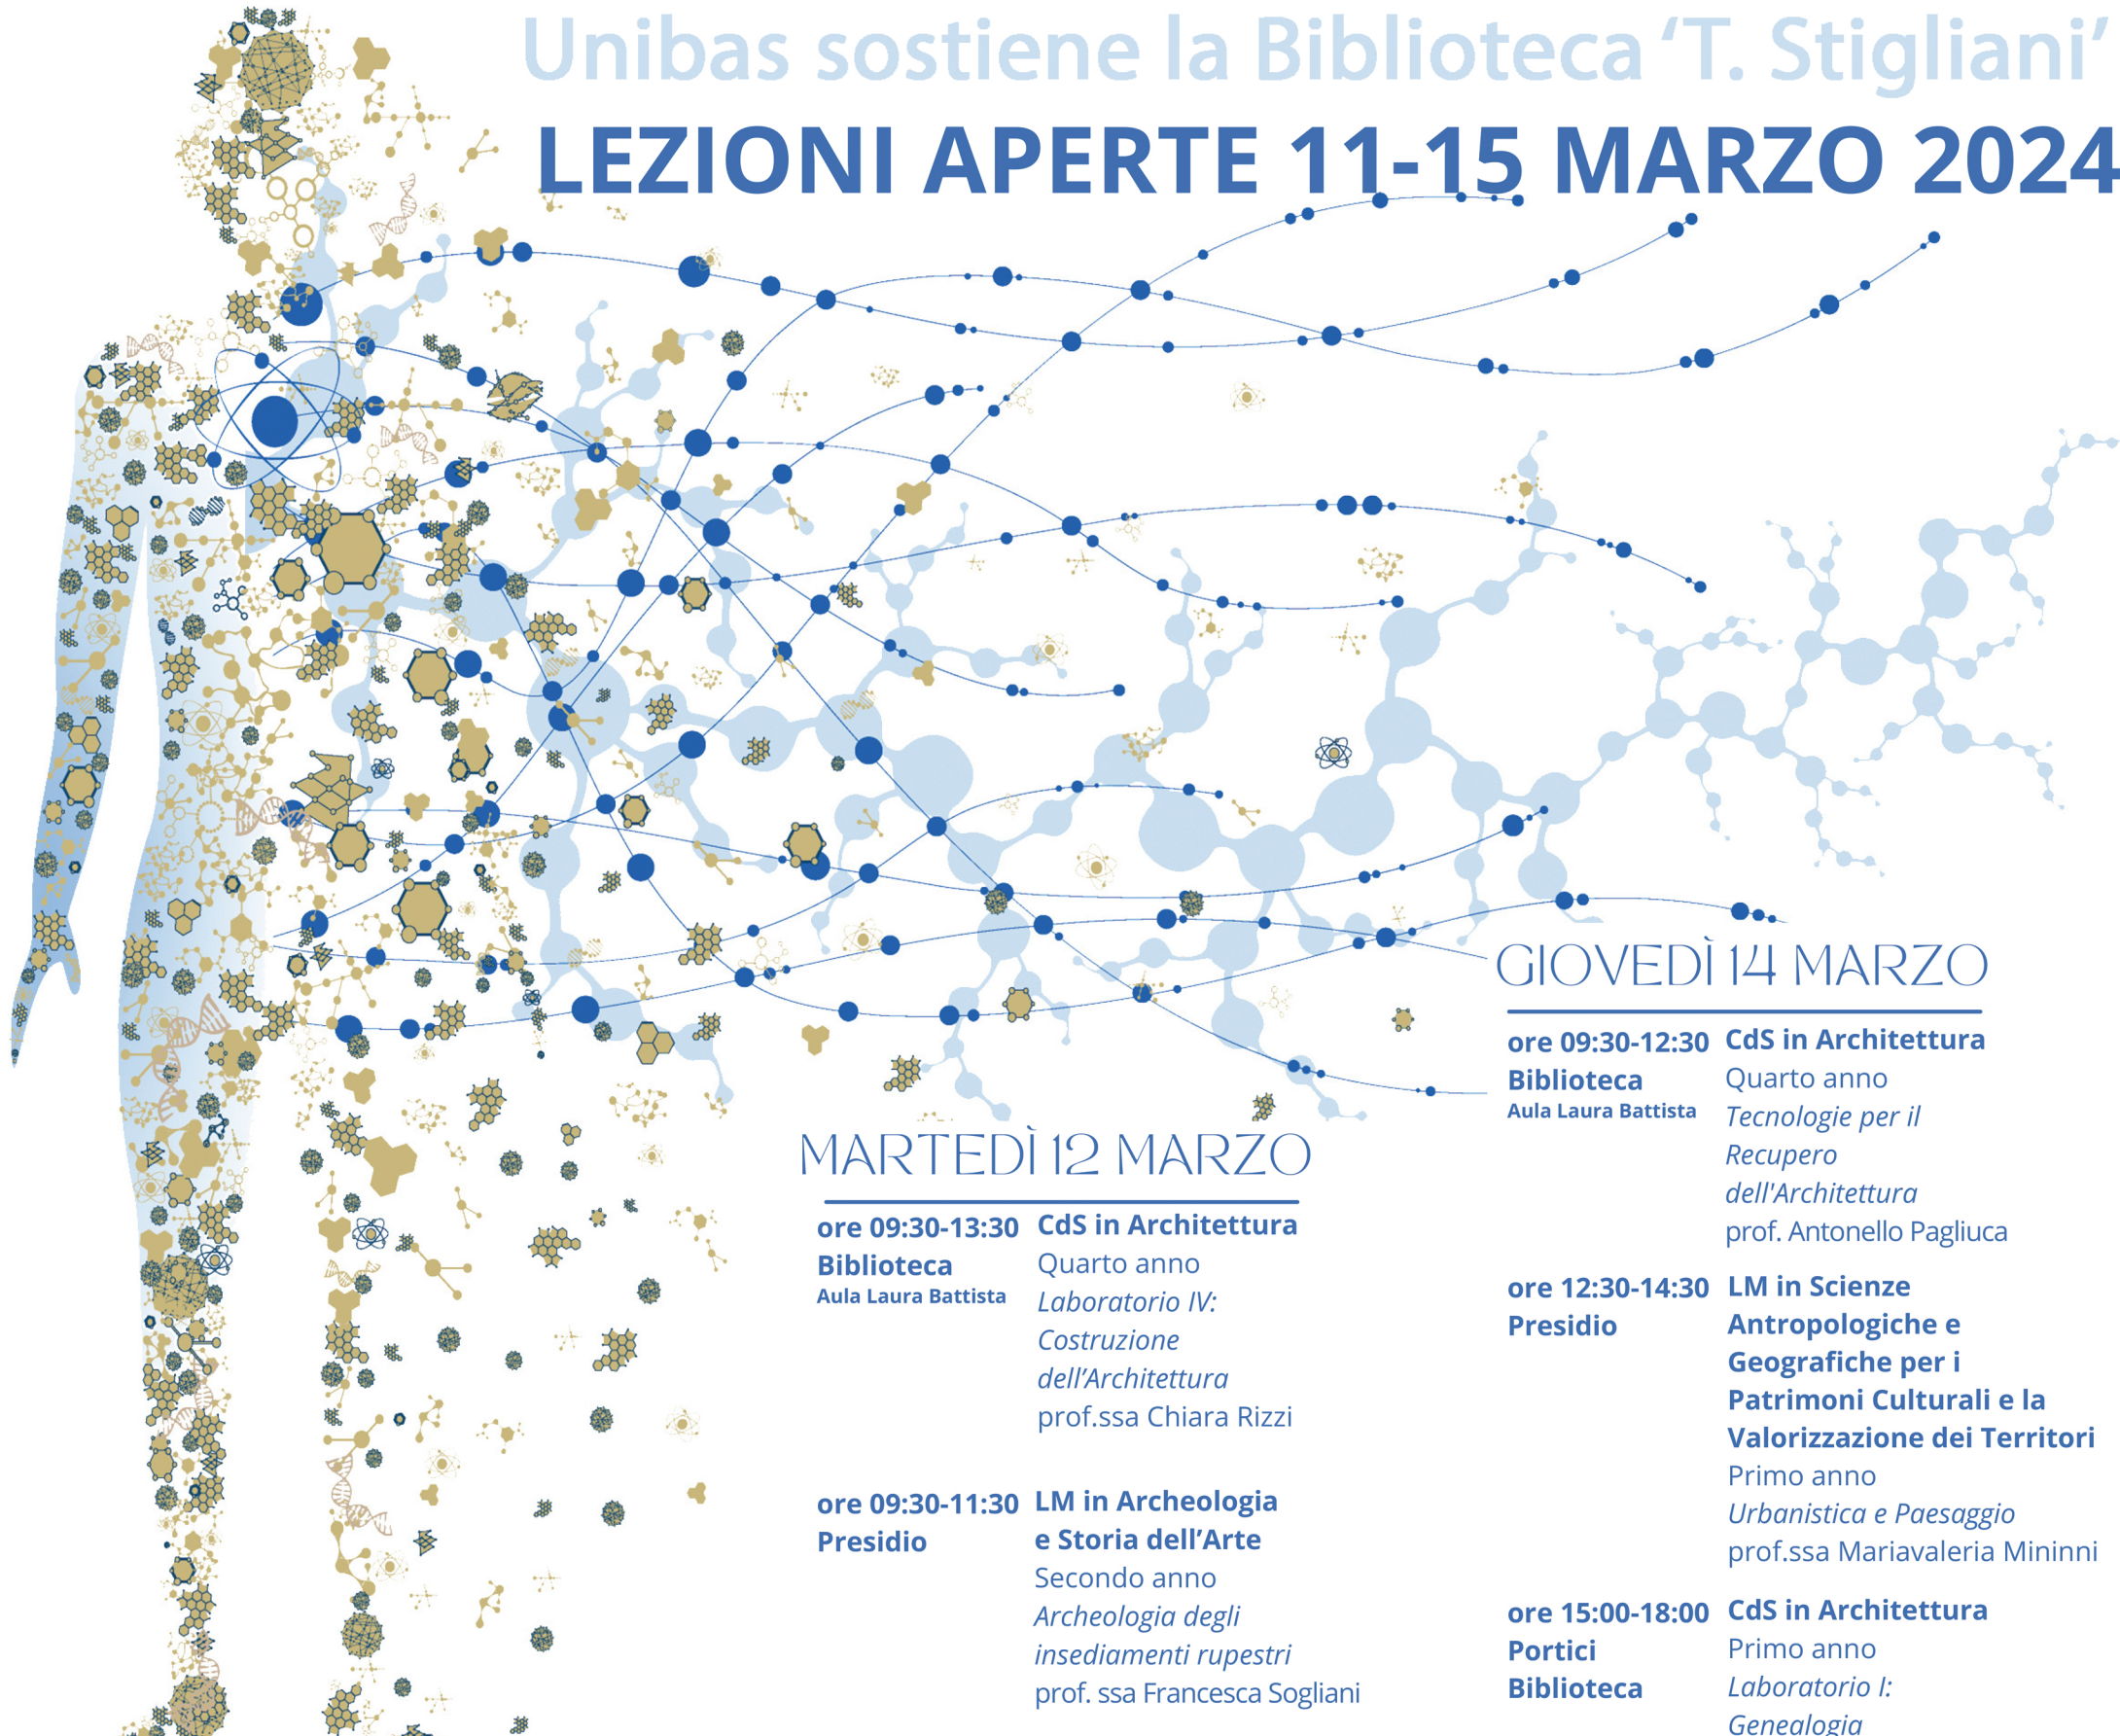 Unibas sostiene la Biblioteca ‘T. Stigliani’
LEZIONI APERTE 11-15 MARZO 2024
MARTEDÌ 12 MARZO
ore 09:30-13:30
Biblioteca
Aula Laura Battista
CdS in Architettura
Quarto anno
Laboratorio IV:
Costruzione
dell’Architettura
prof.ssa Chiara Rizzi
ore 09:30-11:30
Presidio
LM in Archeologia
e Storia dell’Arte
Secondo anno
Archeologia degli
insediamenti rupestri
prof. ssa Francesca Sogliani
GIOVEDÌ 14 MARZO
ore 09:30-12:30
Biblioteca
Aula Laura Battista
CdS in Architettura
Quarto anno
Tecnologie per il
Recupero
dell'Architettura
prof. Antonello Pagliuca
ore 12:30-14:30
Presidio
LM in Scienze
Antropologiche e
Geografiche per i
Patrimoni Culturali e la
Valorizzazione dei Territori
Primo anno
Urbanistica e Paesaggio
prof.ssa Mariavaleria Mininni
ore 15:00-18:00
Portici
Biblioteca
CdS in Architettura
Primo anno
Laboratorio I:
Genealogia